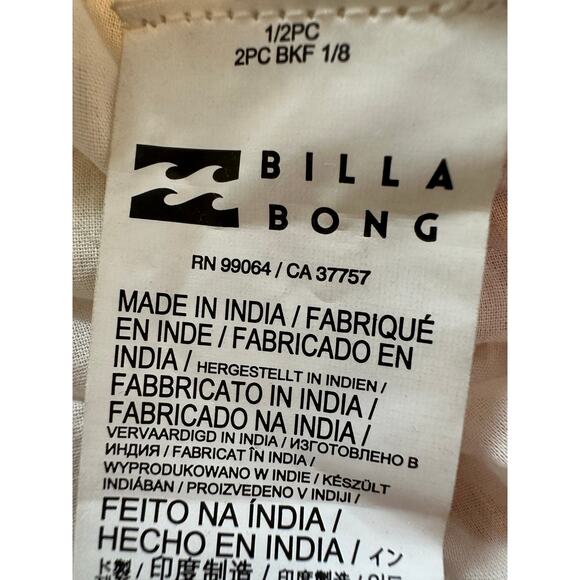 1/2PC
2PC BKF 1/8
BILLA
BONG
RN 99064 / CA 37757
MADE IN INDIA / FABRIQUÉ
EN INDE / FABRICADO EN
INDIA / HERGESTELLT IN INDIEN /
FABBRICATO IN INDIA /
FABRICADO NA INDIA /
VERVAARDIGD IN INDIA / ИЗГОТОВЛЕНО В
ИНДИЯ / FABRICAT ÎN INDIA /
WYPRODUKOWANO W INDIE / KÉSZÜLT
INDIÁBAN / PROIZVEDENO V INDIJI /
FEITO NA ÍNDIA /
HECHO EN INDIA / イン
ド製 / 印度制造 /